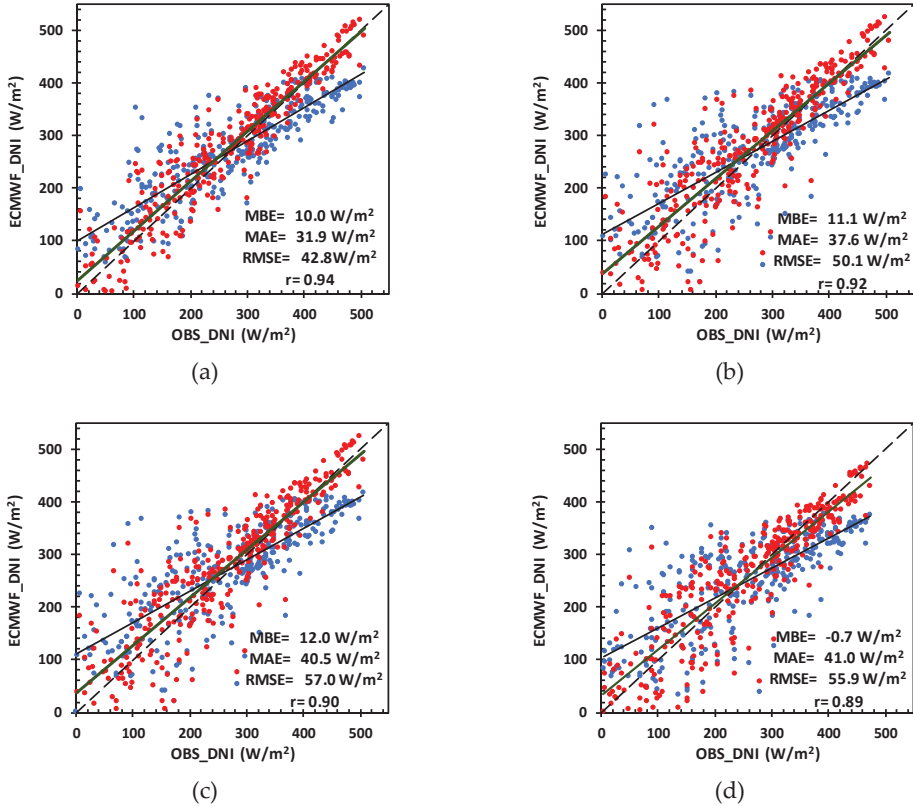 500
400
300
200
100
0
ECMWF_DNI (W/m²)
MBE= 10.0 W/m²
MAE= 31.9 W/m²
RMSE= 42.8W/m²
r= 0.94
0 100 200 300 400 500
OBS_DNI (W/m²)
(a)
500
400
300
200
100
0
ECMWF_DNI (W/m²)
MBE= 11.1 W/m²
MAE= 37.6 W/m²
RMSE= 50.1 W/m²
r= 0.92
0 100 200 300 400 500
OBS_DNI (W/m²)
(b)
500
400
300
200
100
0
ECMWF_DNI (W/m²)
MBE= 12.0 W/m²
MAE= 40.5 W/m²
RMSE= 57.0 W/m²
r= 0.90
0 100 200 300 400 500
OBS_DNI (W/m²)
(c)
500
400
300
200
100
0
ECMWF_DNI (W/m²)
MBE= -0.7 W/m²
MAE= 41.0 W/m²
RMSE= 55.9 W/m²
r= 0.89
0 100 200 300 400 500
OBS_DNI (W/m²)
(d)